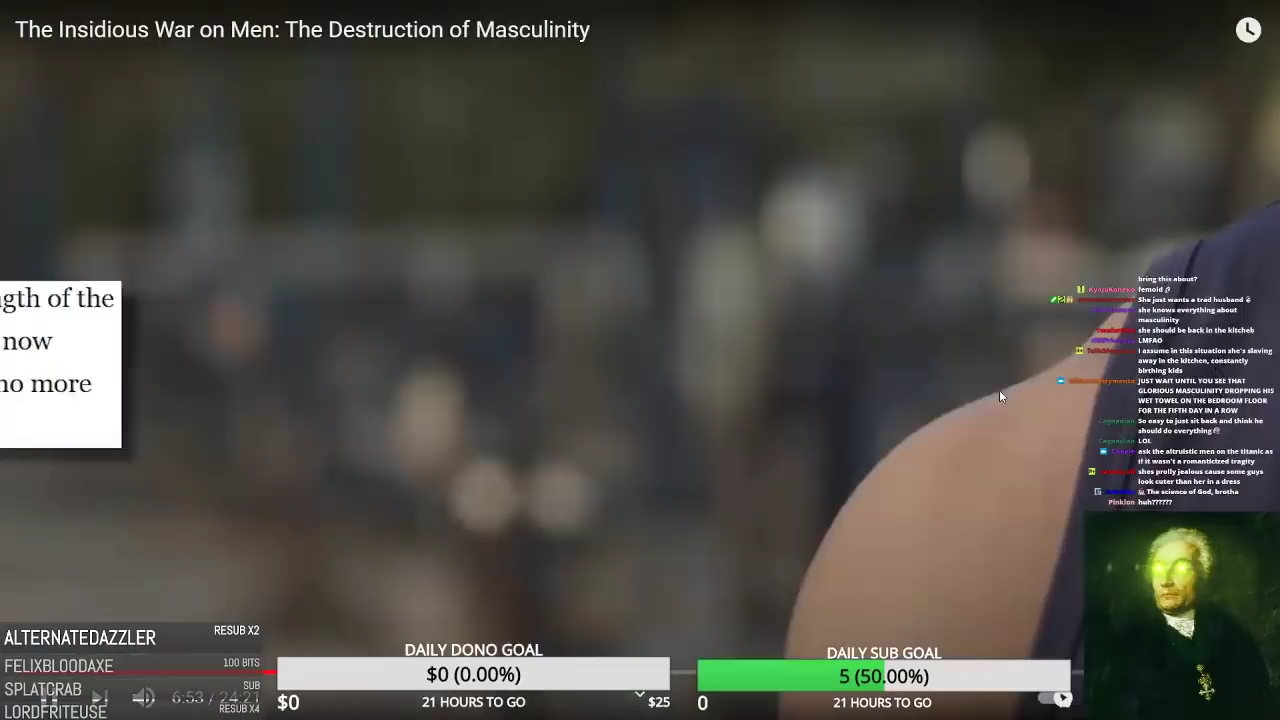 The Insidious War on Men: The Destruction of Masculinity
ngth of the
now
no more
bring this about?
KyojuKoneko femoid
She just wants a trad husband
she knows everything about
masculinity
she should be back in the kitcheb
LMFAO
I assume in this situation she's slaving
away in the kitchen, constantly
birthing kids
JUST WAIT UNTIL YOU SEE THAT
GLORIOUS MASCULINITY DROPPING HIS
WET TOWEL ON THE BEDROOM FLOOR
FOR THE FIFTH DAY IN A ROW
Cagnadian So easy to just sit back and think he
should do everything
Cagnadian LOL
ask the altruistic men on the titanic as
if it wasn't a romanticized tragity
shes prolly jealous cause some guys
look cuter than her in a dress
The science of God, brotha
Pinklon huh??????
ALTERNATEDAZZLER RESUB X2
FELIXBLOODAXE 100 BITS
SPLATCRAB SUB
LORDFRITEUSE RESUB X4
6:53 / 24:21
DAILY DONO GOAL
$0 (0.00%)
$0 21 HOURS TO GO $25
DAILY SUB GOAL
5 (50.00%)
0 21 HOURS TO GO